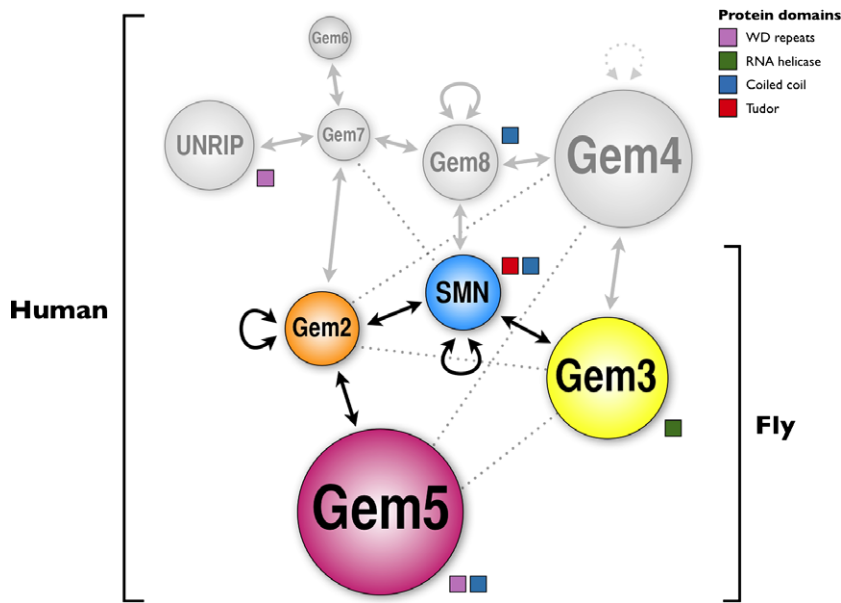 Protein domains
WD repeats
RNA helicase
Coiled coil
Tudor
Gem6
UNRIP
Gem7
Gem8
Gem4
Human
Gem2
SMN
Gem3
Fly
Gem5